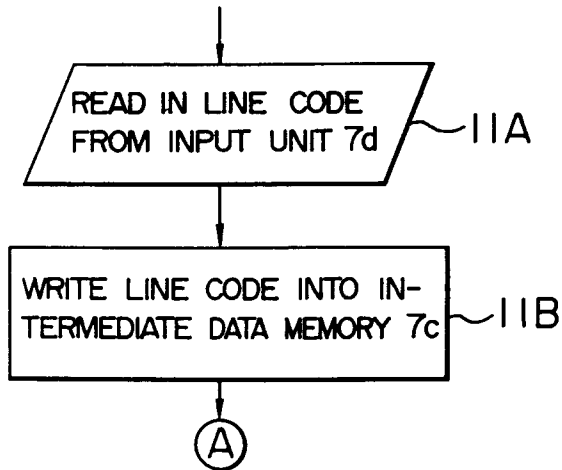 READ IN LINE CODE
FROM INPUT UNIT 7d
11A
WRITE LINE CODE INTO IN-
TERMEDIATE DATA MEMORY 7c
11B
A